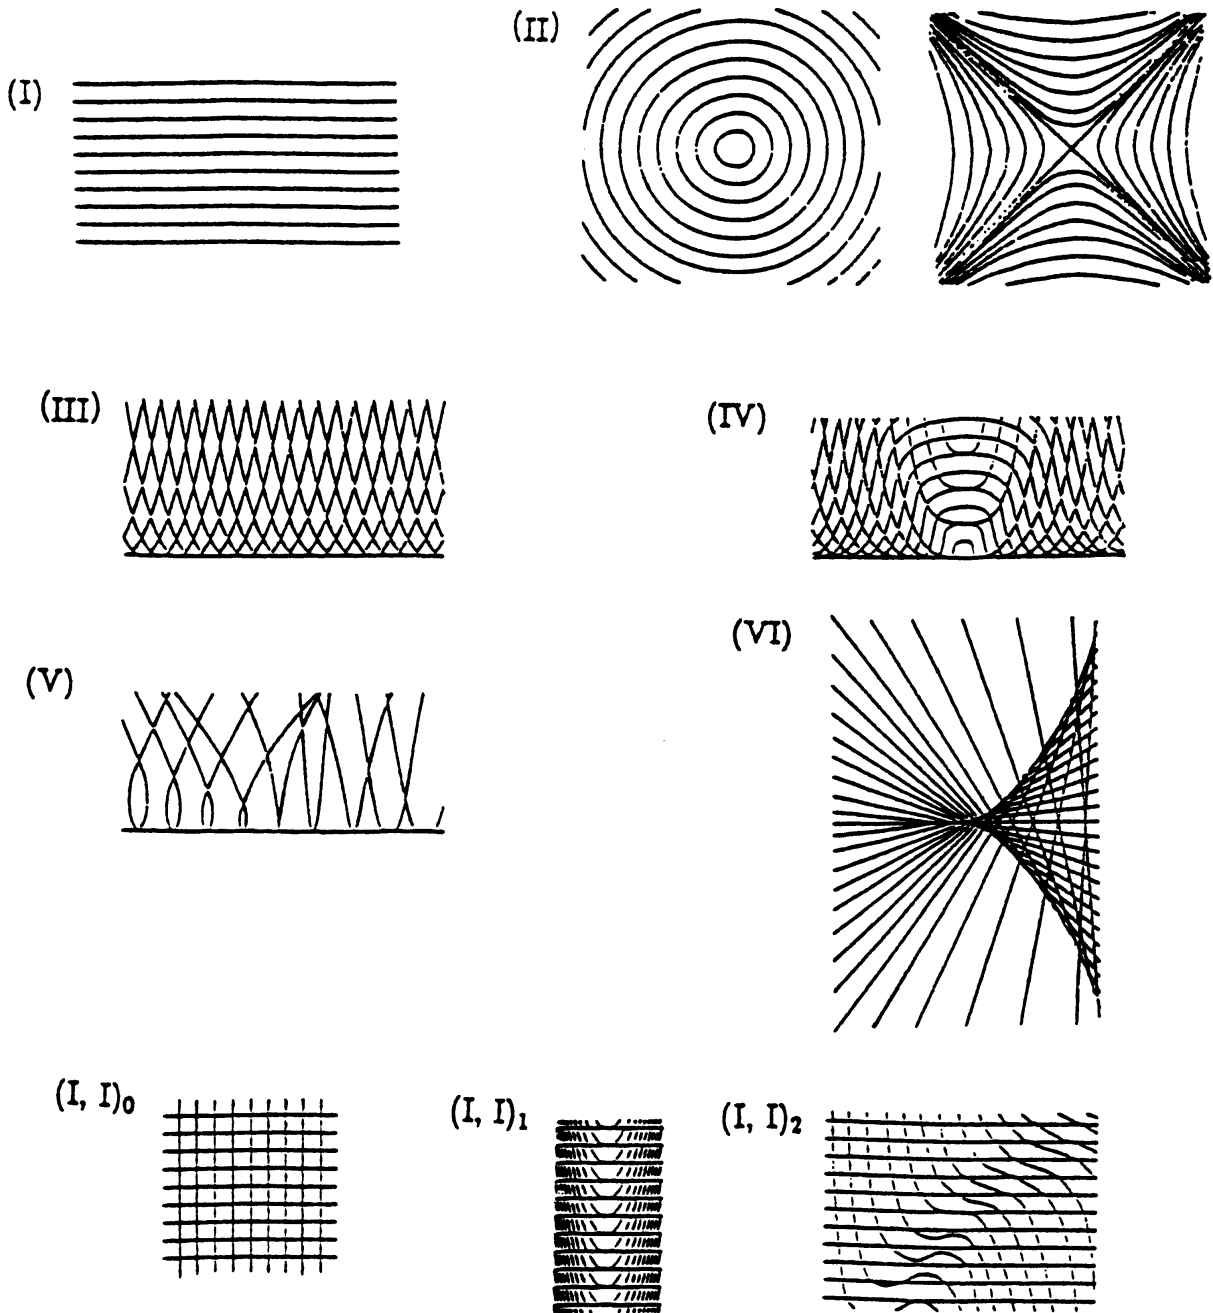 (I)
(II)
(III)
(IV)
(V)
(VI)
(I, I)₀
(I, I)₁
(I, I)₂